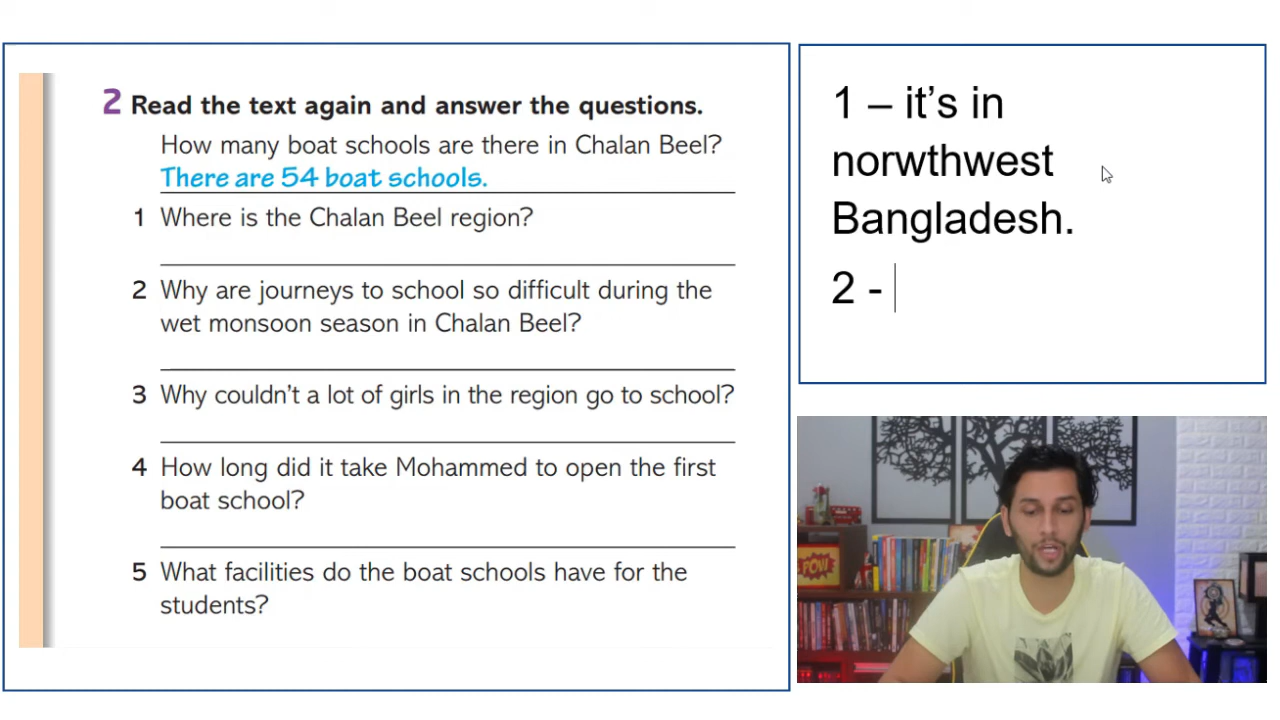 2 Read the text again and answer the questions.
How many boat schools are there in Chalan Beel?
There are 54 boat schools.
1 Where is the Chalan Beel region?
2 Why are journeys to school so difficult during the
wet monsoon season in Chalan Beel?
3 Why couldn't a lot of girls in the region go to school?
4 How long did it take Mohammed to open the first
boat school?
5 What facilities do the boat schools have for the
students?
1 – it's in
norwthwest
Bangladesh.
2 -
POW